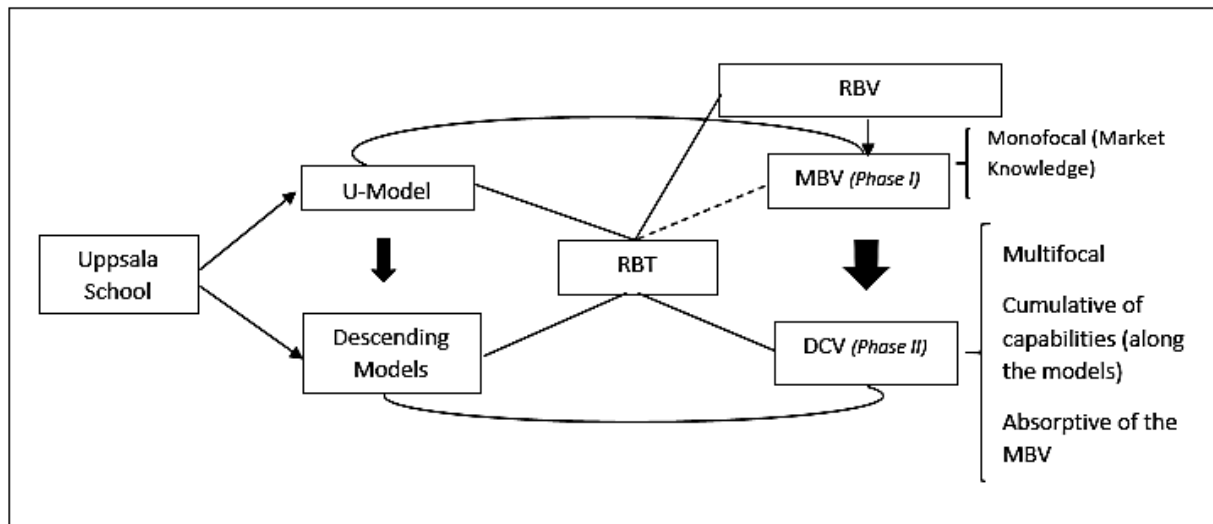 RBV
Monofocal (Market
Knowledge)
MBV (Phase I)
U-Model
Uppsala
School
RBT
Multifocal
Cumulative of
capabilities (along
the models)
Absorptive of the
MBV
Descending
Models
DCV (Phase II)